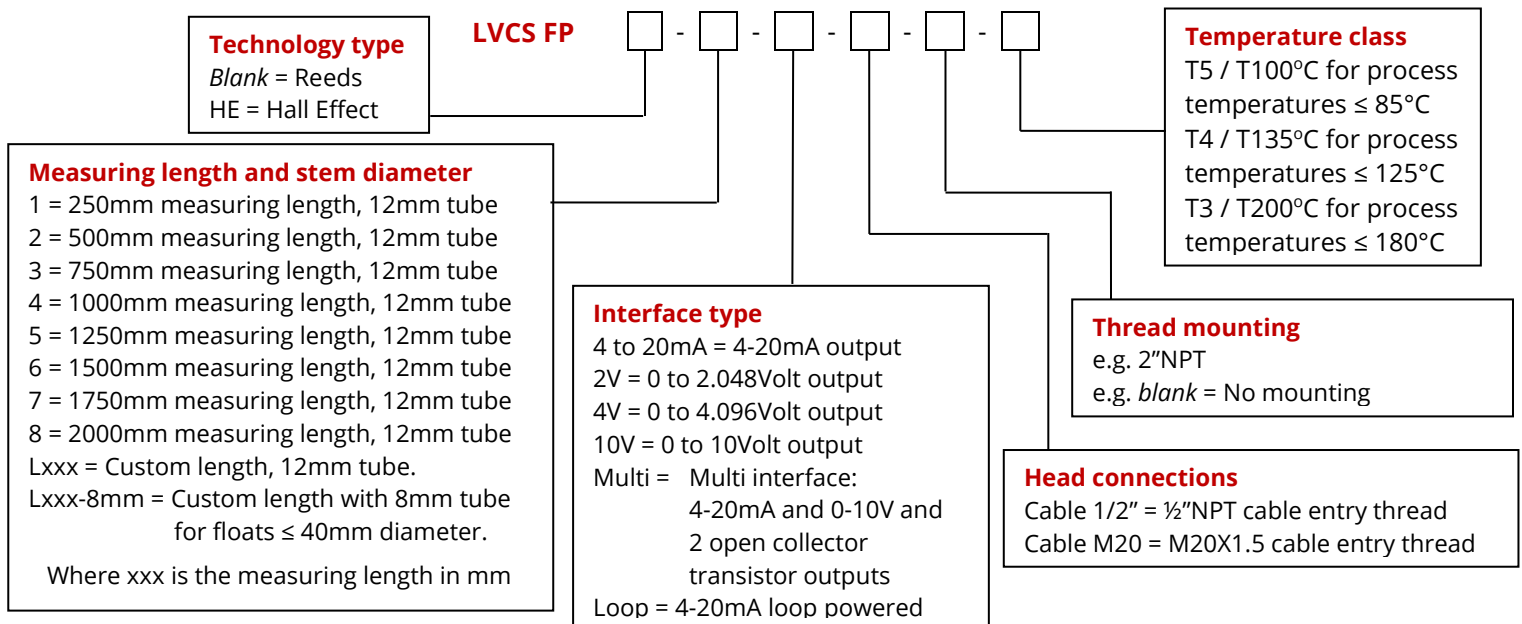 LVCS FP - - - - -
Technology type
Blank = Reeds
HE = Hall Effect
Measuring length and stem diameter
1 = 250mm measuring length, 12mm tube
2 = 500mm measuring length, 12mm tube
3 = 750mm measuring length, 12mm tube
4 = 1000mm measuring length, 12mm tube
5 = 1250mm measuring length, 12mm tube
6 = 1500mm measuring length, 12mm tube
7 = 1750mm measuring length, 12mm tube
8 = 2000mm measuring length, 12mm tube
Lxxx = Custom length, 12mm tube.
Lxxx-8mm = Custom length with 8mm tube
for floats ≤ 40mm diameter.
Where xxx is the measuring length in mm
Interface type
4 to 20mA = 4-20mA output
2V = 0 to 2.048Volt output
4V = 0 to 4.096Volt output
10V = 0 to 10Volt output
Multi = Multi interface:
4-20mA and 0-10V and
2 open collector
transistor outputs
Loop = 4-20mA loop powered
Head connections
Cable 1/2” = ½”NPT cable entry thread
Cable M20 = M20X1.5 cable entry thread
Thread mounting
e.g. 2”NPT
e.g. blank = No mounting
Temperature class
T5 / T100ºC for process
temperatures ≤ 85°C
T4 / T135ºC for process
temperatures ≤ 125°C
T3 / T200ºC for process
temperatures ≤ 180°C